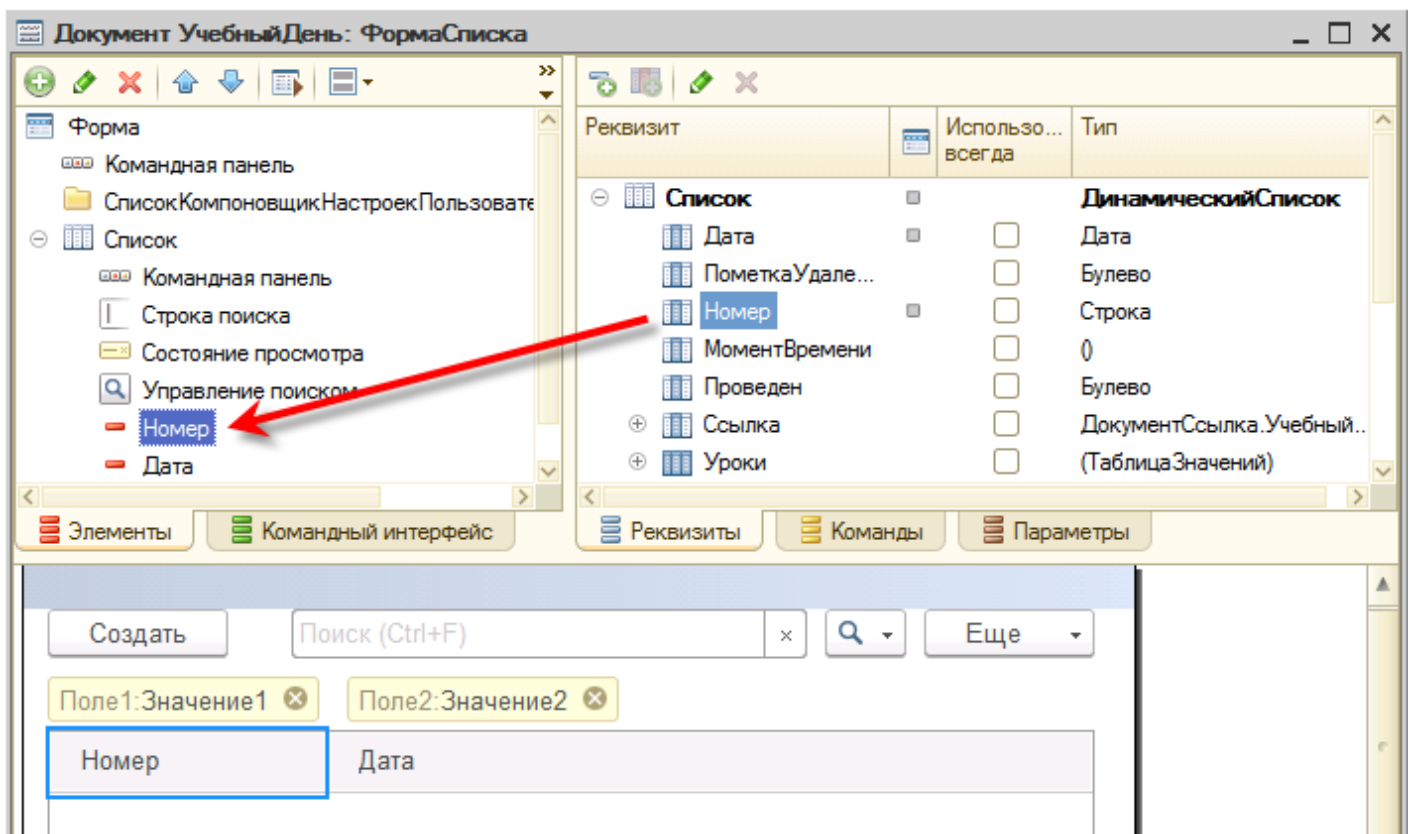 Документ УчебныйДень: ФормаСписка
Форма
Командная панель
СписокКомпоновщикНастроекПользовате
Список
Командная панель
Строка поиска
Состояние просмотра
Управление поиском
Номер
Дата
Элементы
Командный интерфейс
Реквизит
Использо...
всегда
Тип
Список ДинамическийСписок
Дата Дата
ПометкаУдале... Булево
Номер Строка
МоментВремени ()
Проведен Булево
Ссылка ДокументСсылка.Учебный..
Уроки (ТаблицаЗначений)
Реквизиты Команды Параметры
Создать Поиск (Ctrl+F) × Еще
Поле1:Значение1 Поле2:Значение2
Номер Дата